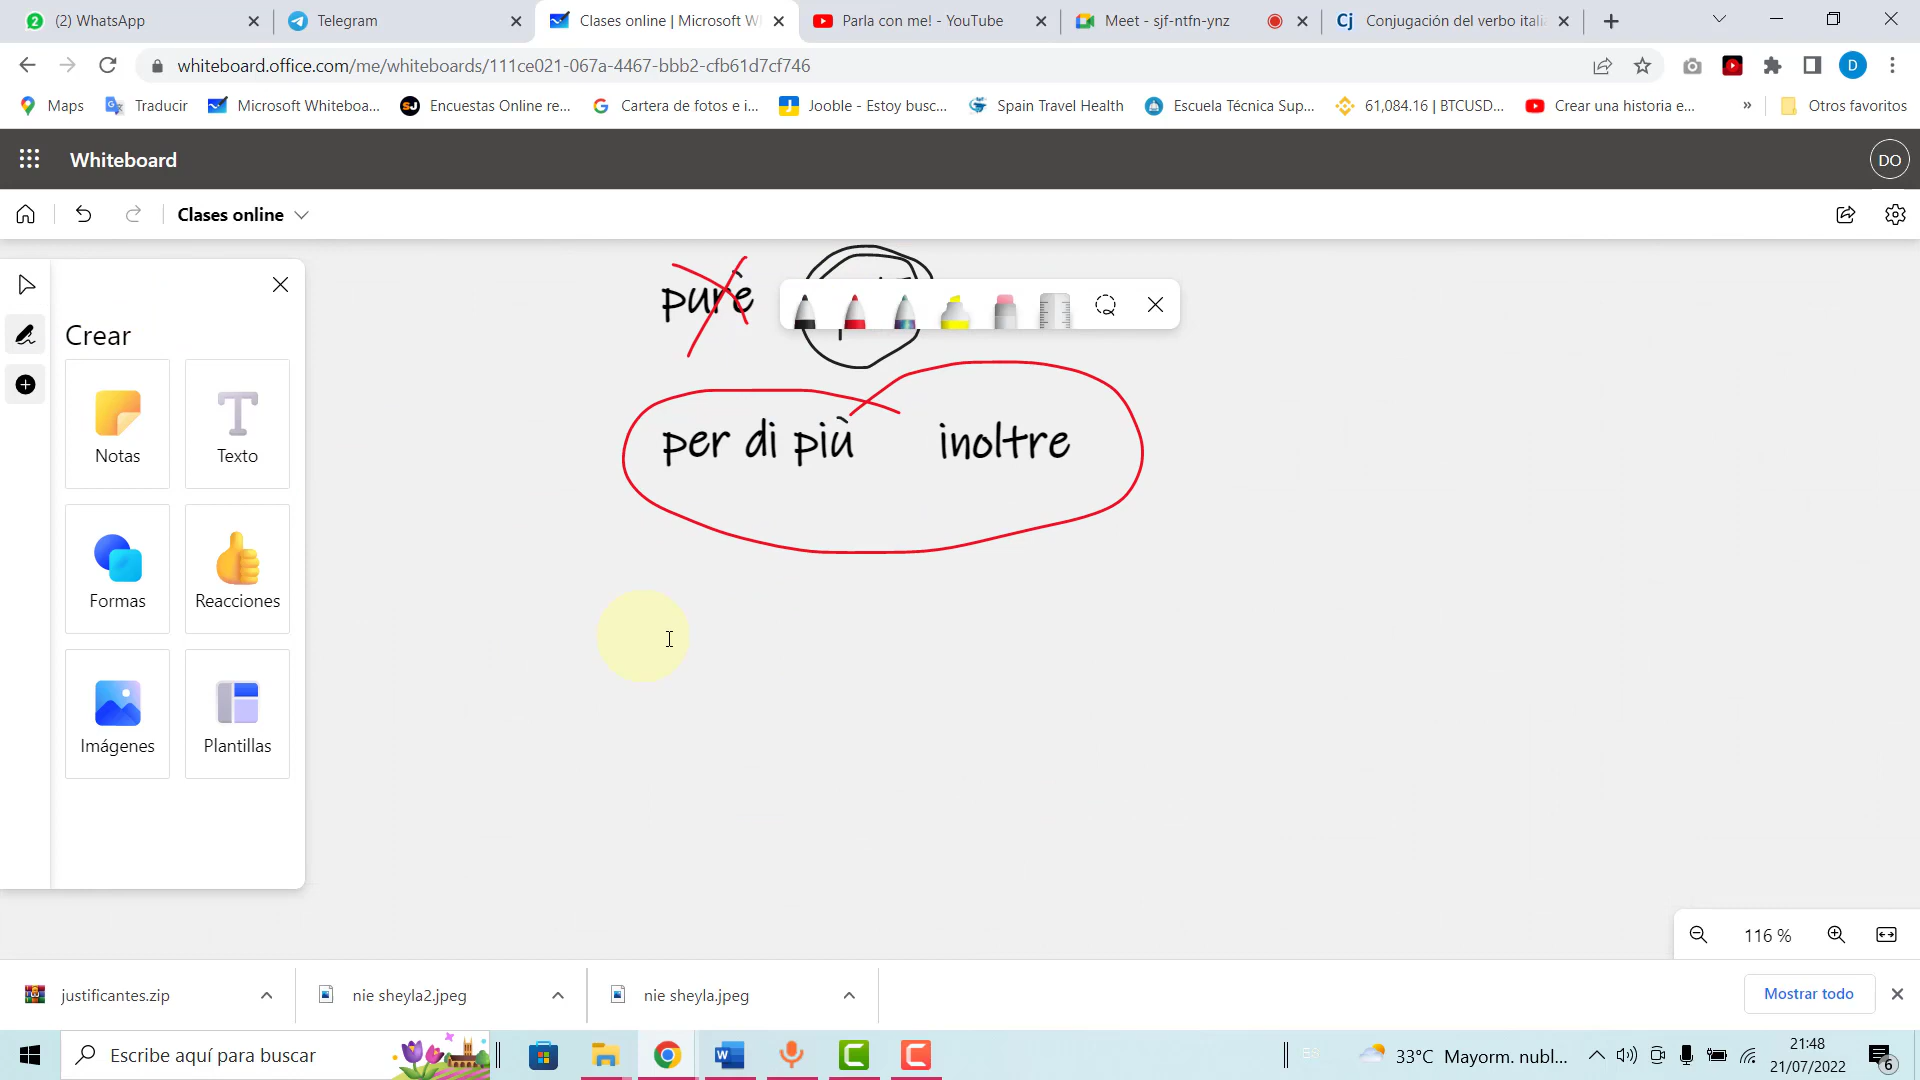 (2) WhatsApp
Telegram
Clases online | Microsoft W
Parla con me! - YouTube
Meet - sjf-ntfn-ynz
Cj
Conjugación del verbo itali
whiteboard.office.com/me/whiteboards/111ce021-067a-4467-bbb2-cfb61d7cf746
D
Maps
Traducir
Microsoft Whiteboa...
Encuestas Online re...
Cartera de fotos e i...
Jooble - Estoy busc...
Spain Travel Health
Escuela Técnica Sup...
61,084.16 | BTCUSD...
Crear una historia e...
»
Otros favoritos
Whiteboard
DO
Clases online
purè
per di più inoltre
Crear
Notas
Texto
Formas
Reacciones
Imágenes
Plantillas
116 %
justificantes.zip
nie sheyla2.jpeg
nie sheyla.jpeg
Mostrar todo
Escribe aquí para buscar
33°C Mayorm. nubl...
21:48
21/07/2022
6